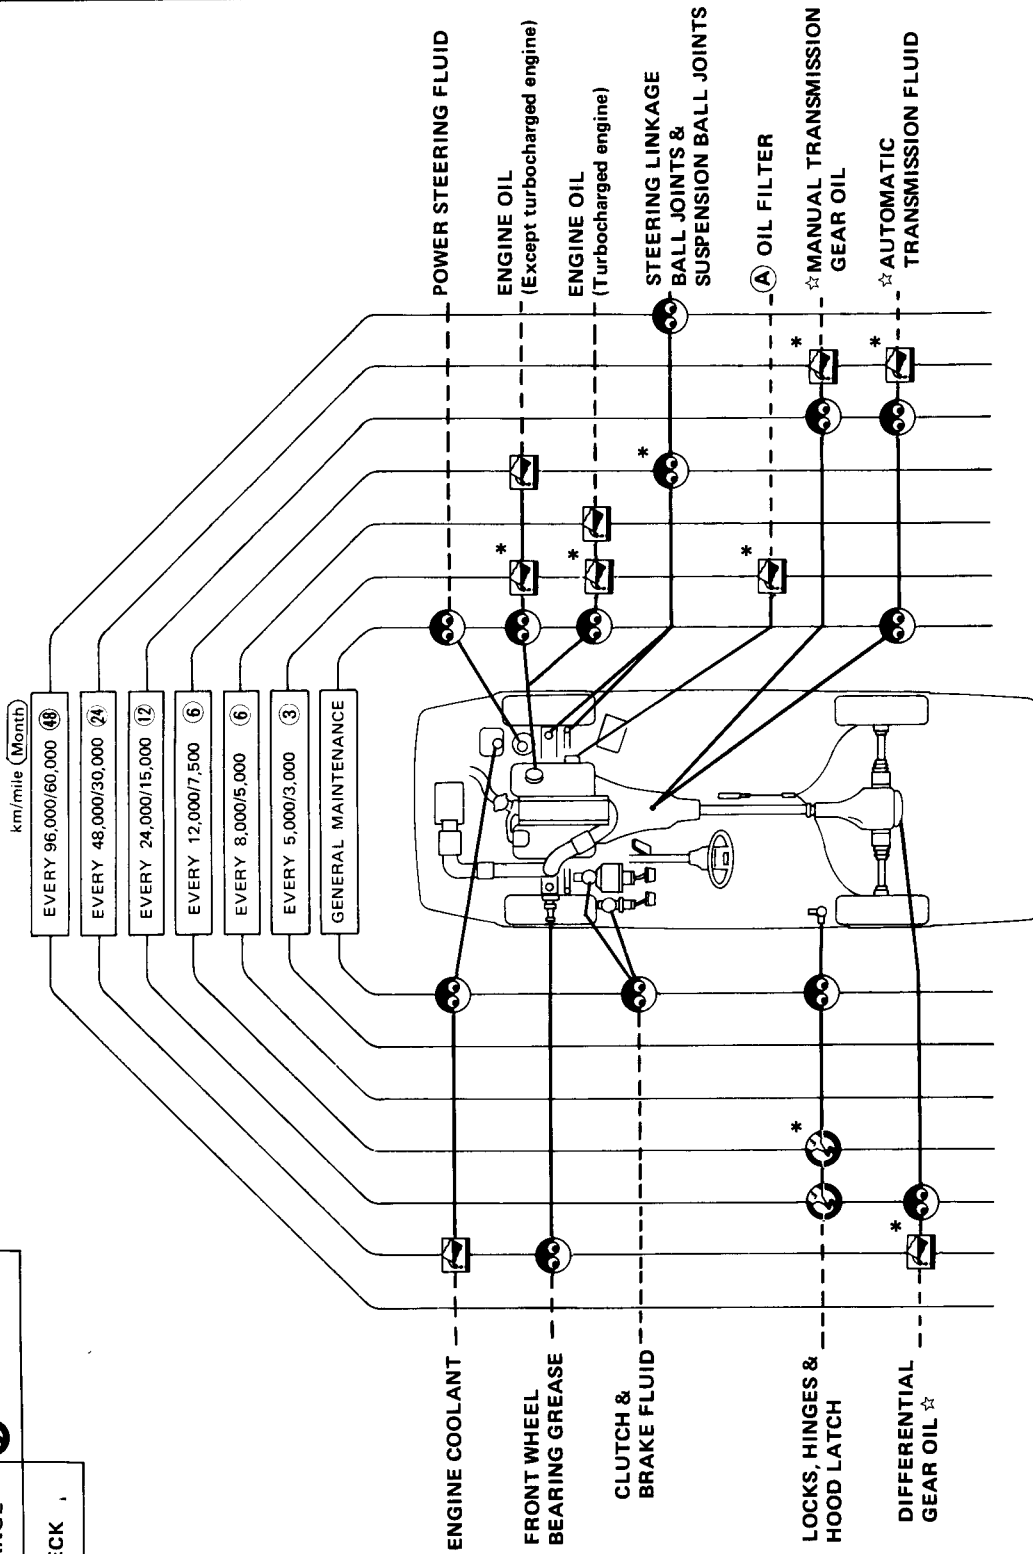 km/mile (Month)
EVERY 96,000/60,000 48
EVERY 48,000/30,000 24
EVERY 24,000/15,000 12
EVERY 12,000/7,500 6
EVERY 8,000/5,000 6
EVERY 5,000/3,000 3
GENERAL MAINTENANCE
POWER STEERING FLUID
ENGINE OIL
(Except turbocharged engine)
ENGINE OIL
(Turbocharged engine)
STEERING LINKAGE
BALL JOINTS &
SUSPENSION BALL JOINTS
Ⓐ OIL FILTER
☆ MANUAL TRANSMISSION
GEAR OIL
☆ AUTOMATIC
TRANSMISSION FLUID
*
*
*
*
*
*
*
*
ENGINE COOLANT
FRONT WHEEL
BEARING GREASE
CLUTCH &
BRAKE FLUID
LOCKS, HINGES &
HOOD LATCH
DIFFERENTIAL
GEAR OIL ☆